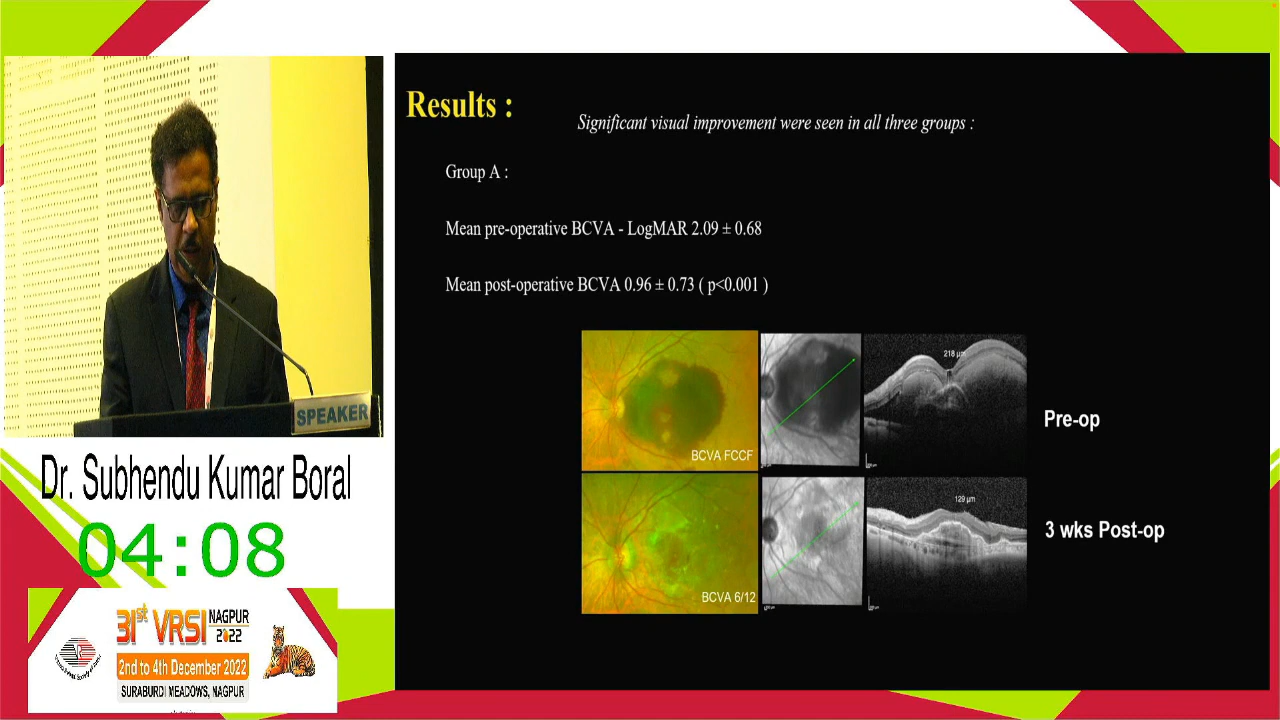 Results :
Significant visual improvement were seen in all three groups :
Group A :
Mean pre-operative BCVA - LogMAR 2.09 ± 0.68
Mean post-operative BCVA 0.96 ± 0.73 ( p<0.001 )
218 µm
BCVA FCCF
Pre-op
129 µm
BCVA 6/12
3 wks Post-op
SPEAKER
Dr. Subhendu Kumar Boral
04:08
31st VRSI NAGPUR 2022
2nd to 4th December 2022
SURABURDI MEADOWS, NAGPUR